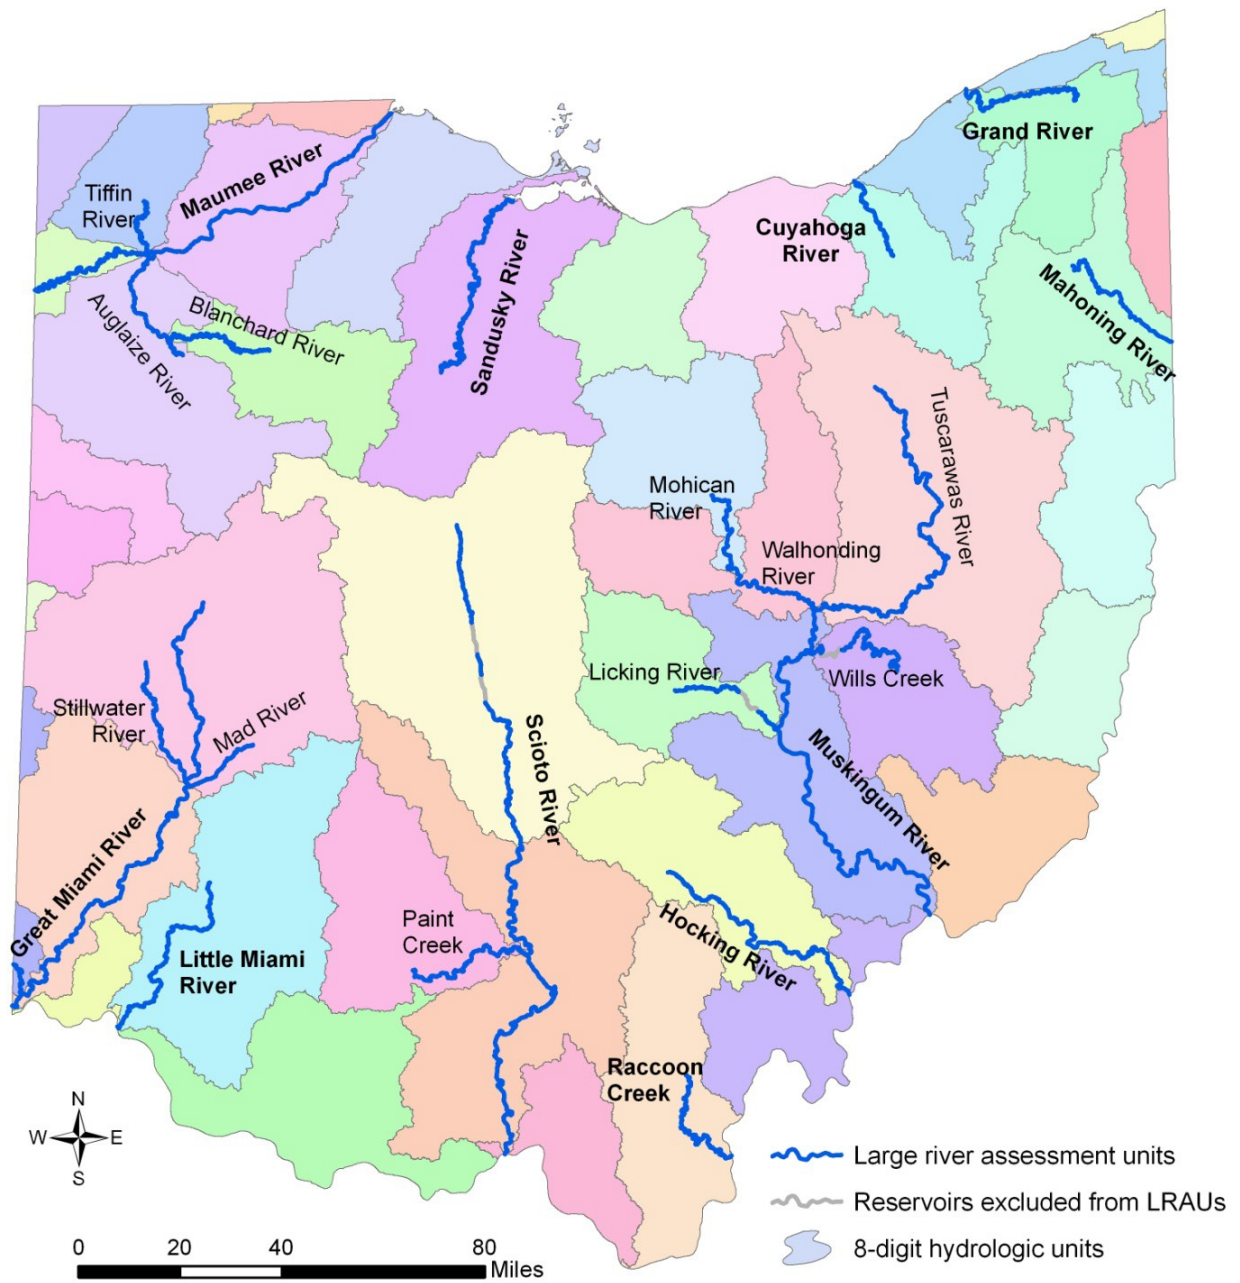 Grand River
Maumee River
Tiffin
River
Cuyahoga
River
Sandusky River
Mahoning River
Auglaize River
Blanchard River
Tuscarawas River
Mohican
River
Walhonding
River
Licking River
Wills Creek
Stillwater
River
Mad River
Scioto River
Muskingum River
Great Miami River
Paint
Creek
Hocking River
Little Miami
River
Raccoon
Creek
N
W
E
S
Large river assessment units
Reservoirs excluded from LRAUs
8-digit hydrologic units
0 20 40 80
Miles